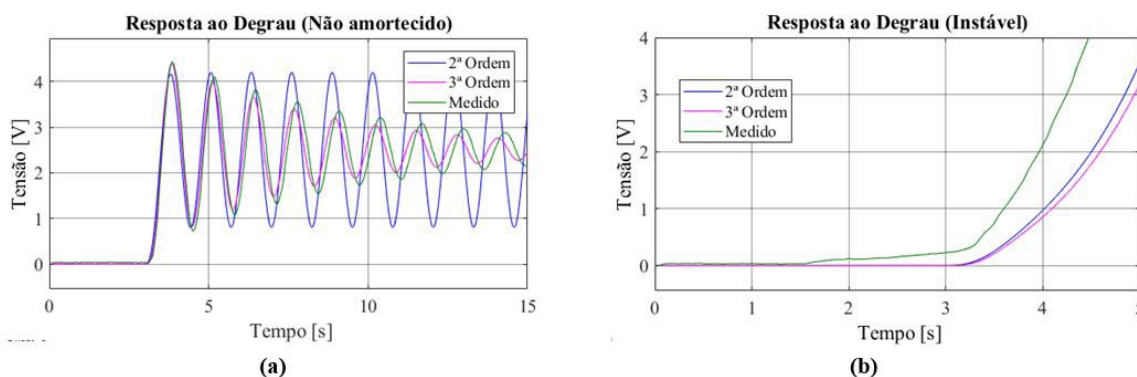 Resposta ao Degrau (Não amortecido)
Tensão [V]
4
3
2
1
0
2ª Ordem
3ª Ordem
Medido
0
5
10
15
Tempo [s]
(a)
Resposta ao Degrau (Instável)
Tensão [V]
4
3
2
1
0
2ª Ordem
3ª Ordem
Medido
0
1
2
3
4
Tempo [s]
(b)